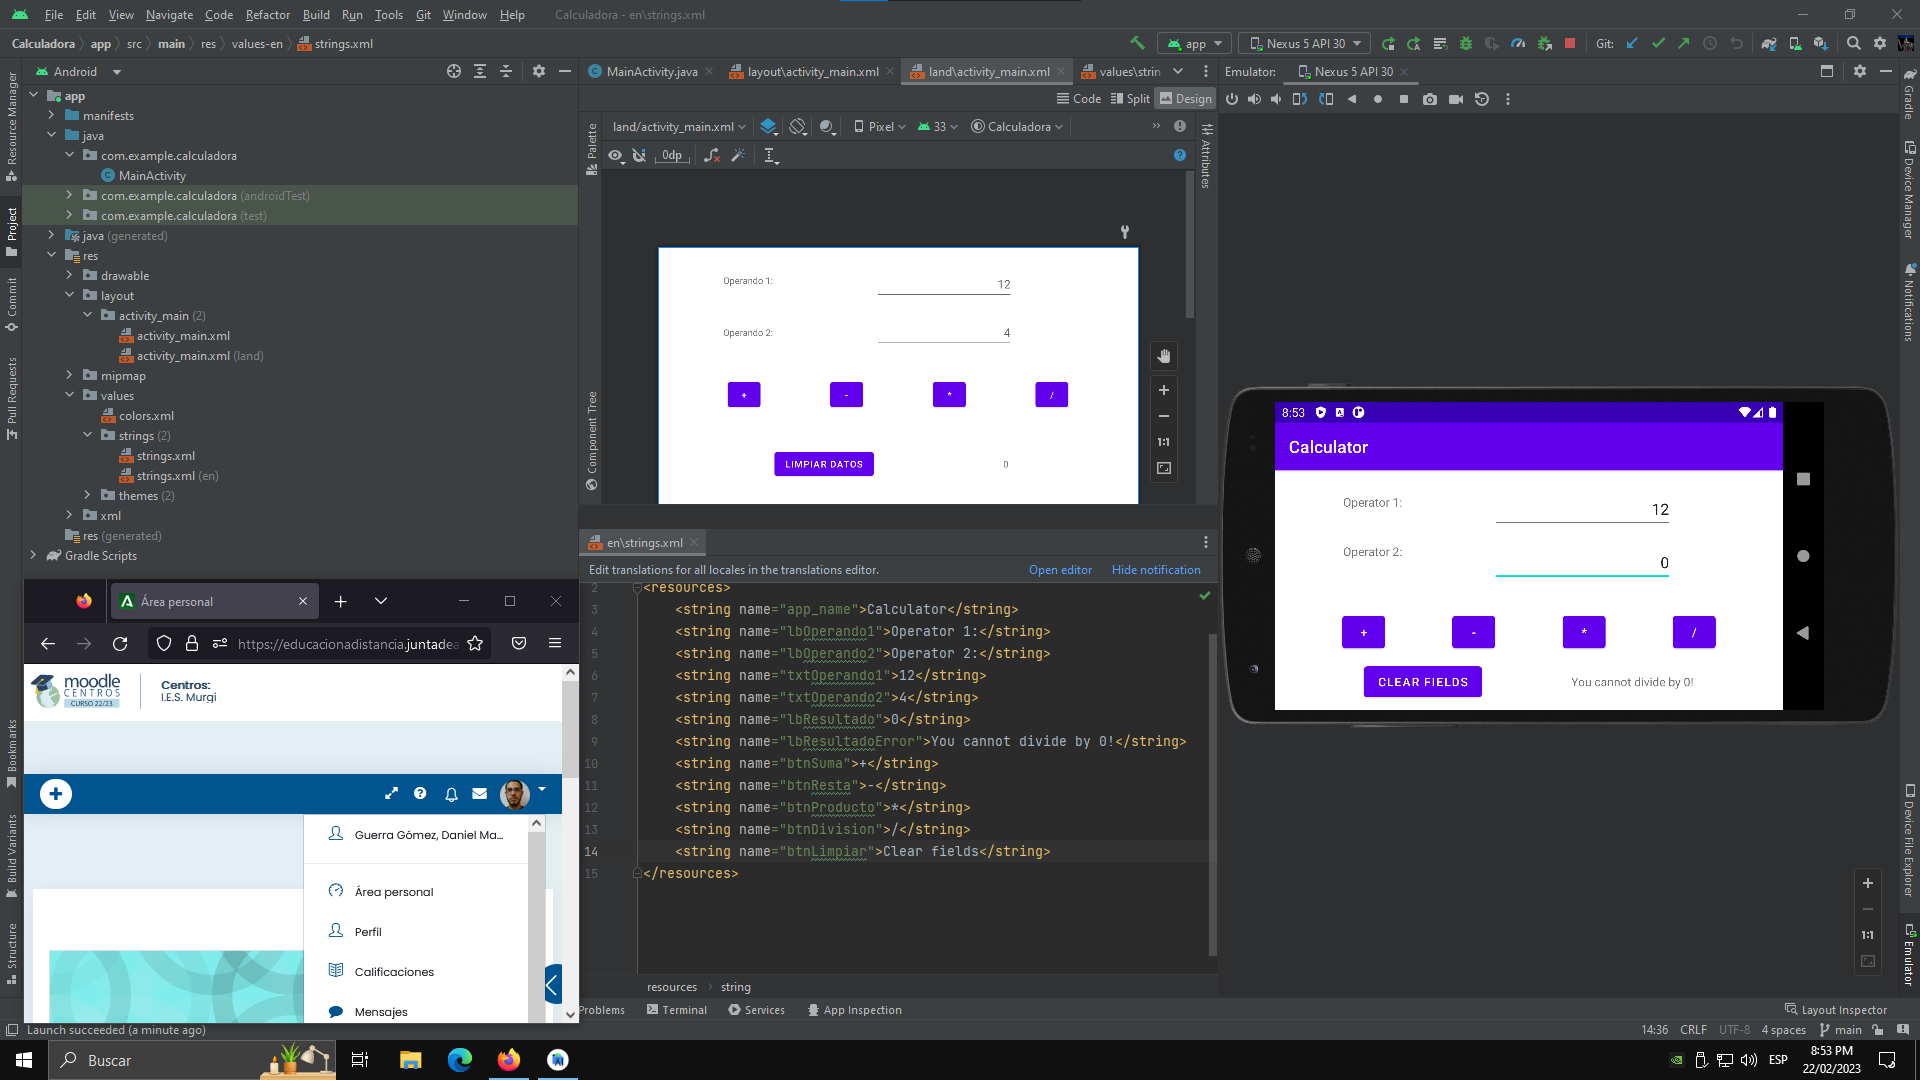 File Edit View Navigate Code Refactor Build Run Tools Git Window Help Calculadora - en\strings.xml
Calculadora app src main res values-en strings.xml app Nexus 5 API 30 Git:
Android
app
manifests
java
com.example.calculadora
MainActivity
com.example.calculadora (androidTest)
com.example.calculadora (test)
java (generated)
res
drawable
layout
activity_main (2)
activity_main.xml
activity_main.xml (land)
mipmap
values
colors.xml
strings (2)
strings.xml
strings.xml (en)
themes (2)
xml
res (generated)
Gradle Scripts
Resource Manager
Project
Commit
Pull Requests
Bookmarks
Build Variants
Structure
MainActivity.java layout\activity_main.xml land\activity_main.xml values\strin
Code Split Design
land/activity_main.xml Pixel 33 Calculadora
0dp
Palette
Component Tree
Attributes
Operando 1: 12
Operando 2: 4
+ - * /
LIMPIAR DATOS 0
1:1
en\strings.xml
Edit translations for all locales in the translations editor. Open editor Hide notification
2 <resources>
3 <string name="app_name">Calculator</string>
4 <string name="lbOperando1">Operator 1:</string>
5 <string name="lbOperando2">Operator 2:</string>
6 <string name="txtOperando1">12</string>
7 <string name="txtOperando2">4</string>
8 <string name="lbResultado">0</string>
9 <string name="lbResultadoError">You cannot divide by 0!</string>
10 <string name="btnSuma">+</string>
11 <string name="btnResta">-</string>
12 <string name="btnProducto">*</string>
13 <string name="btnDivision">/</string>
14 <string name="btnLimpiar">Clear fields</string>
15 </resources>
resources string
Emulator: Nexus 5 API 30
8:53
Calculator
Operator 1: 12
Operator 2: 0
+ - * /
CLEAR FIELDS You cannot divide by 0!
1:1
Gradle
Device Manager
Notifications
Device File Explorer
Emulator
Área personal
https://educacionadistancia.juntadea
moodle
CENTROS
CURSO 22/23
Centros:
I.E.S. Murgi
Guerra Gómez, Daniel Ma...
Área personal
Perfil
Calificaciones
Mensajes
Problems Terminal Services App Inspection Layout Inspector
Launch succeeded (a minute ago) 14:36 CRLF UTF-8 4 spaces main
Buscar ESP 8:53 PM
22/02/2023